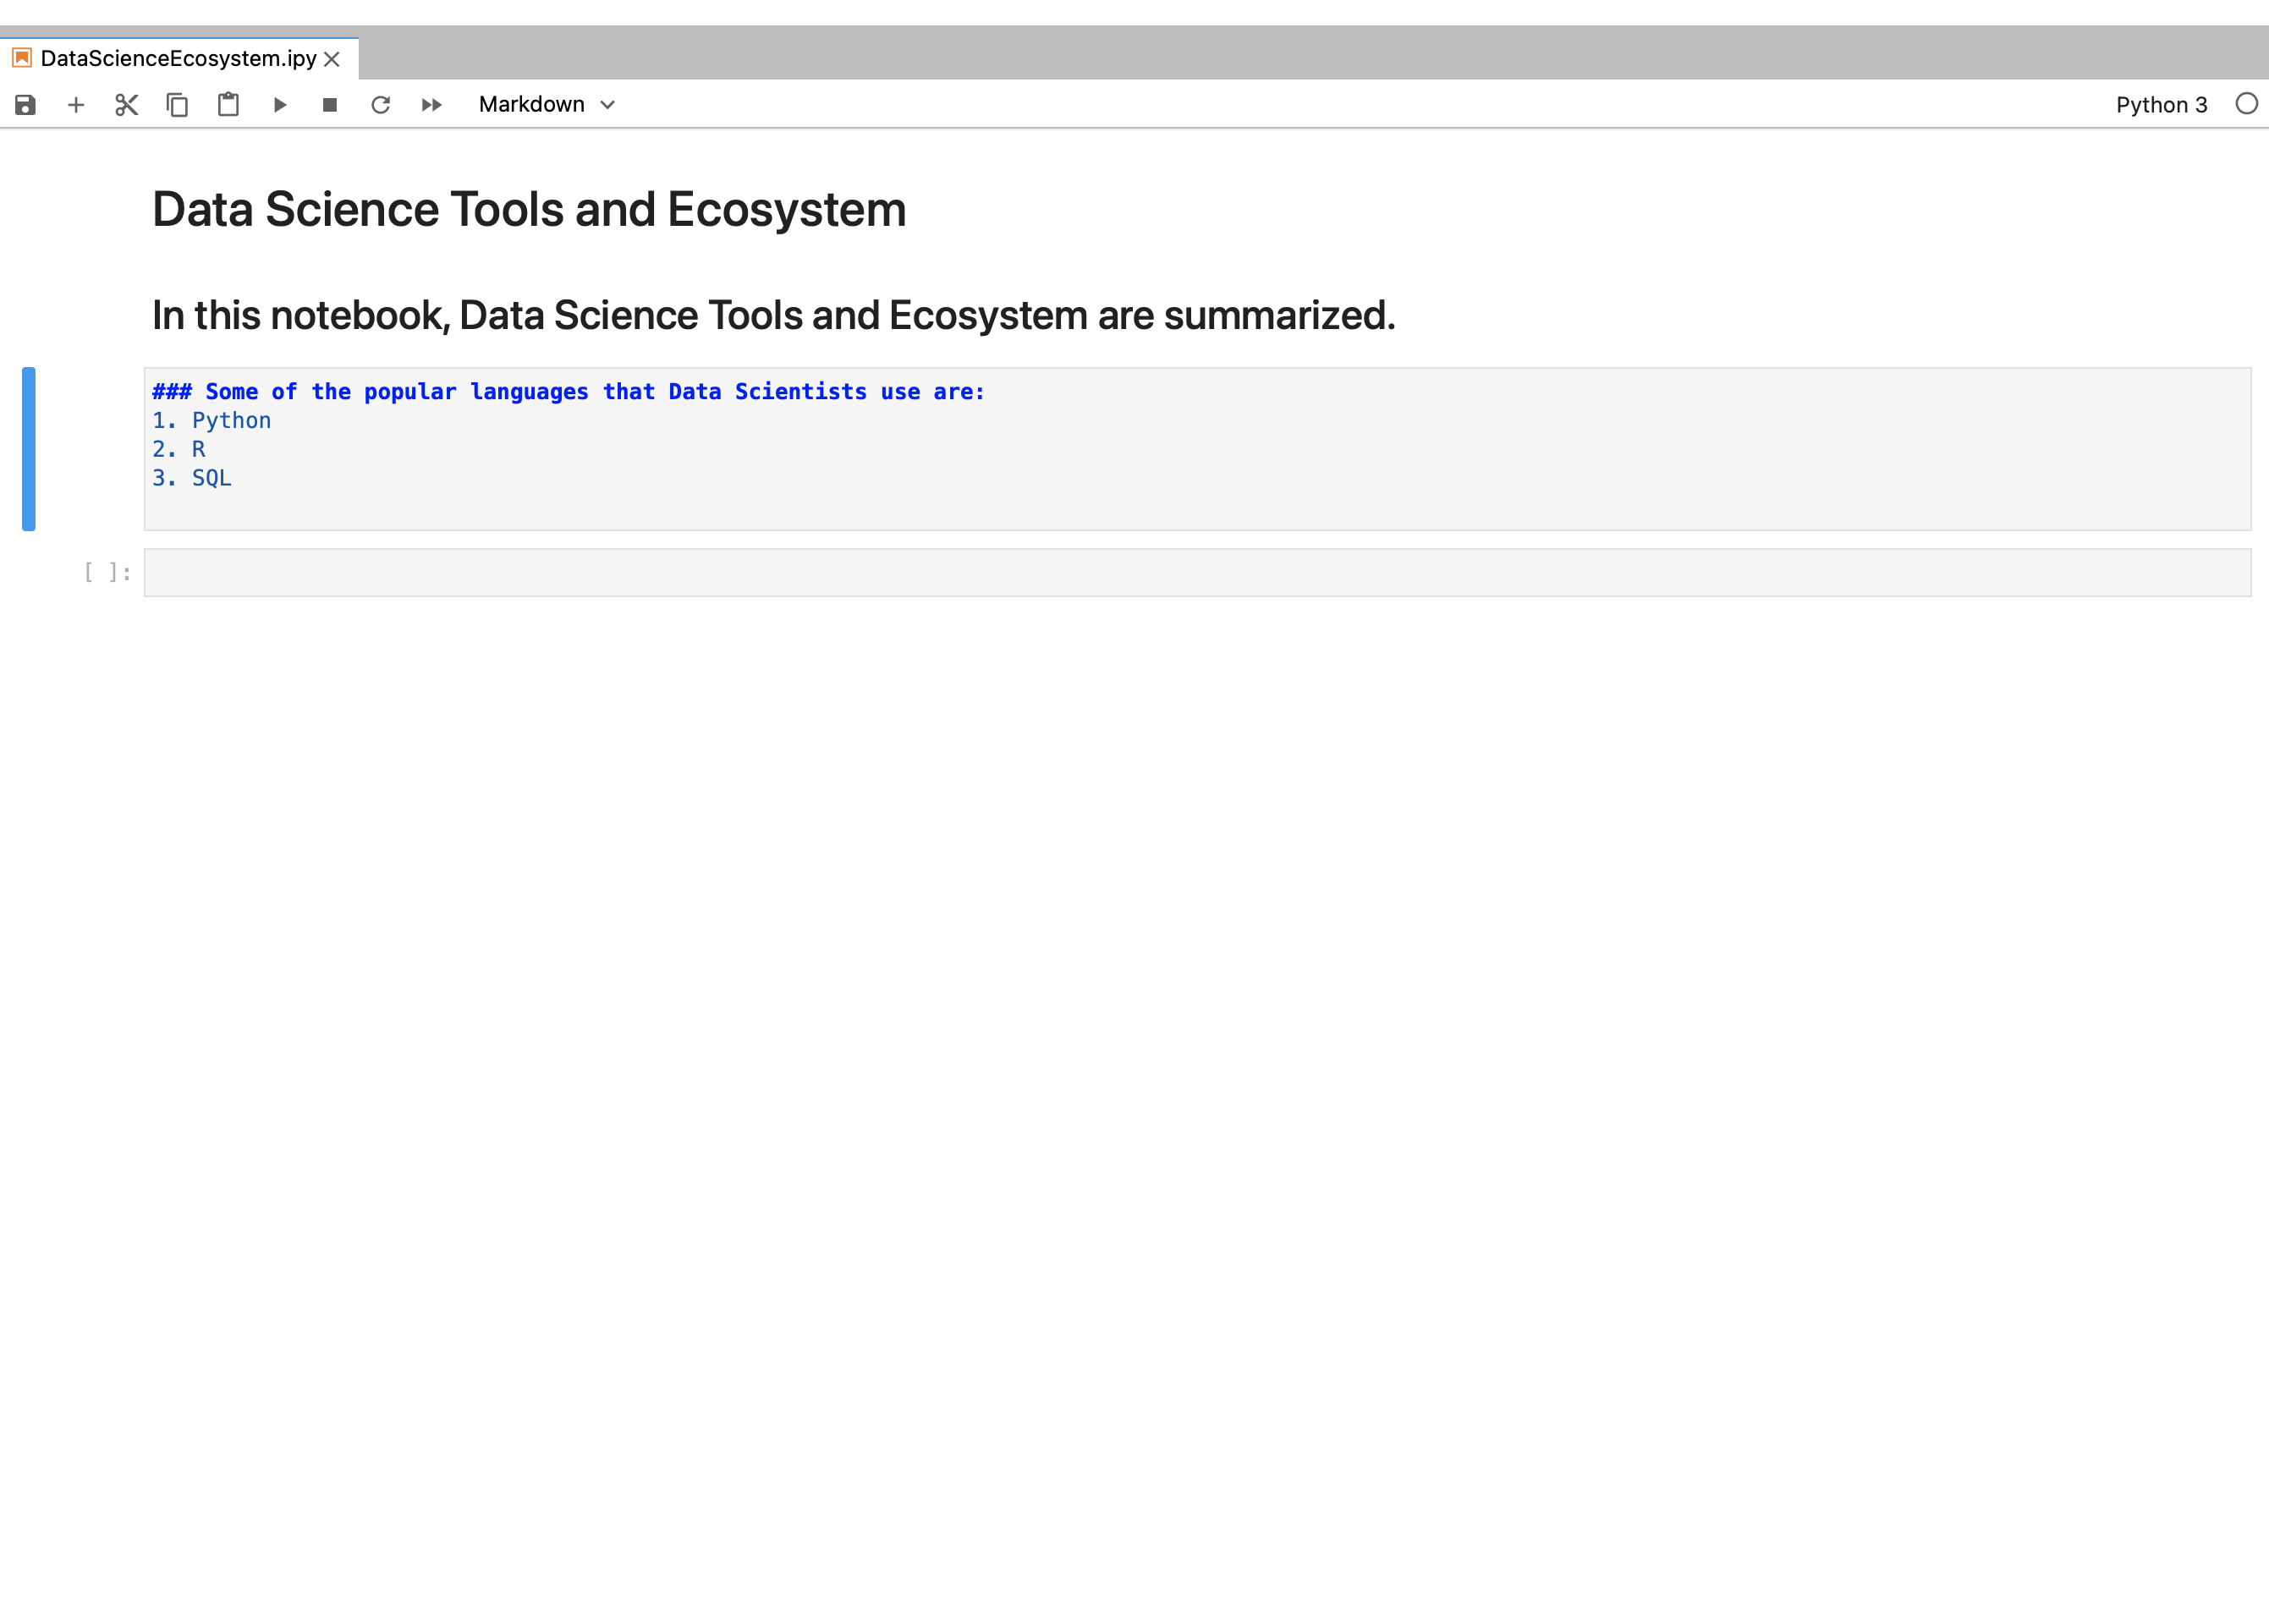 DataScienceEcosystem.ipy
Markdown
Python 3
Data Science Tools and Ecosystem
In this notebook, Data Science Tools and Ecosystem are summarized.
### Some of the popular languages that Data Scientists use are:
1. Python
2. R
3. SQL
[ ]: